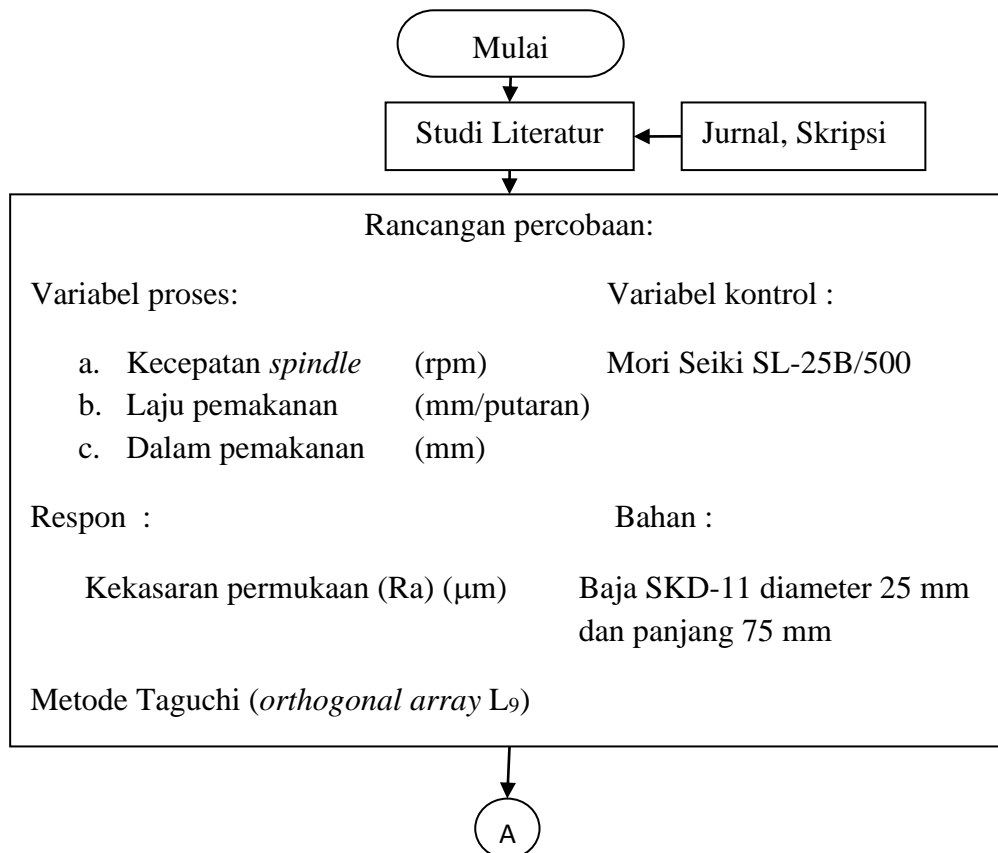 Mulai
Studi Literatur
Jurnal, Skripsi
Rancangan percobaan:
Variabel proses:
Variabel kontrol :
a. Kecepatan spindle (rpm)
Mori Seiki SL-25B/500
b. Laju pemakanan (mm/putaran)
c. Dalam pemakanan (mm)
Respon :
Bahan :
Kekasaran permukaan (Ra) (μm)
Baja SKD-11 diameter 25 mm
dan panjang 75 mm
Metode Taguchi (orthogonal array L₉)
A